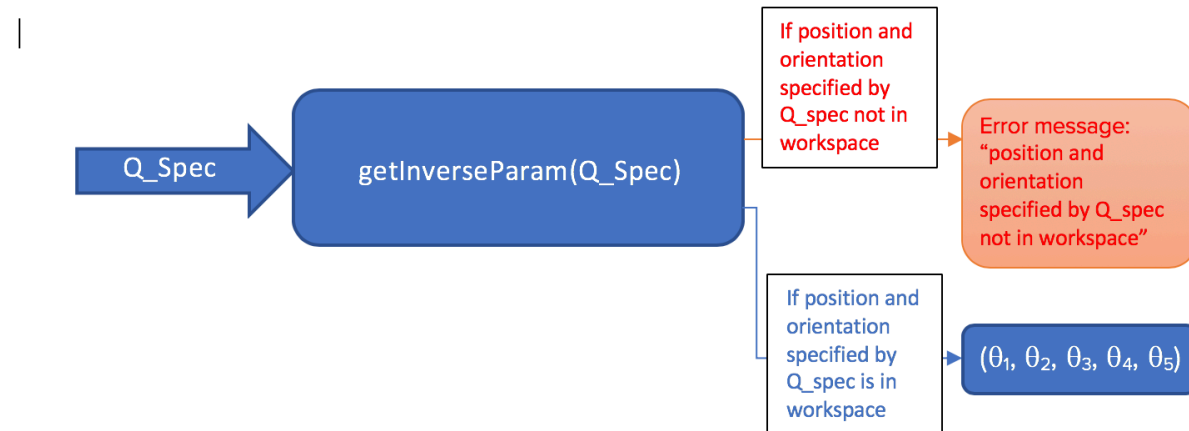 If position and
orientation
specified by
Q_spec not in
workspace
Q_Spec
getInverseParam(Q_Spec)
Error message:
“position and
orientation
specified by Q_spec
not in workspace”
If position and
orientation
specified by
Q_spec is in
workspace
(θ₁, θ₂, θ₃, θ₄, θ₅)